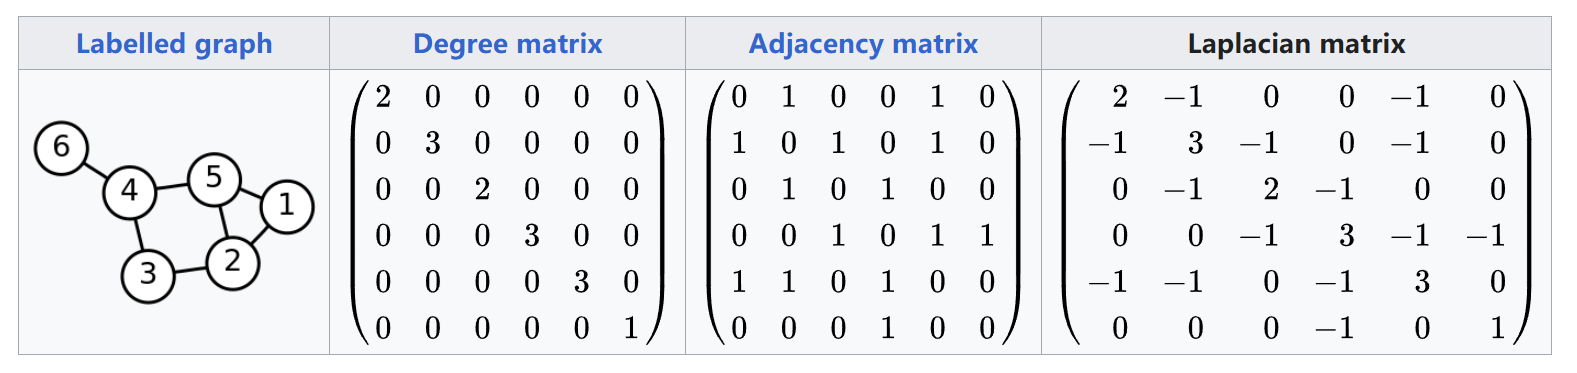 Labelled graph Degree matrix Adjacency matrix Laplacian matrix
6
4
5
1
3
2
2 0 0 0 0 0
0 3 0 0 0 0
0 0 2 0 0 0
0 0 0 3 0 0
0 0 0 0 3 0
0 0 0 0 0 1
0 1 0 0 1 0
1 0 1 0 1 0
0 1 0 1 0 0
0 0 1 0 1 1
1 1 0 1 0 0
0 0 0 1 0 0
2 −1 0 0 −1 0
−1 3 −1 0 −1 0
0 −1 2 −1 0 0
0 0 −1 3 −1 −1
−1 −1 0 −1 3 0
0 0 0 −1 0 1